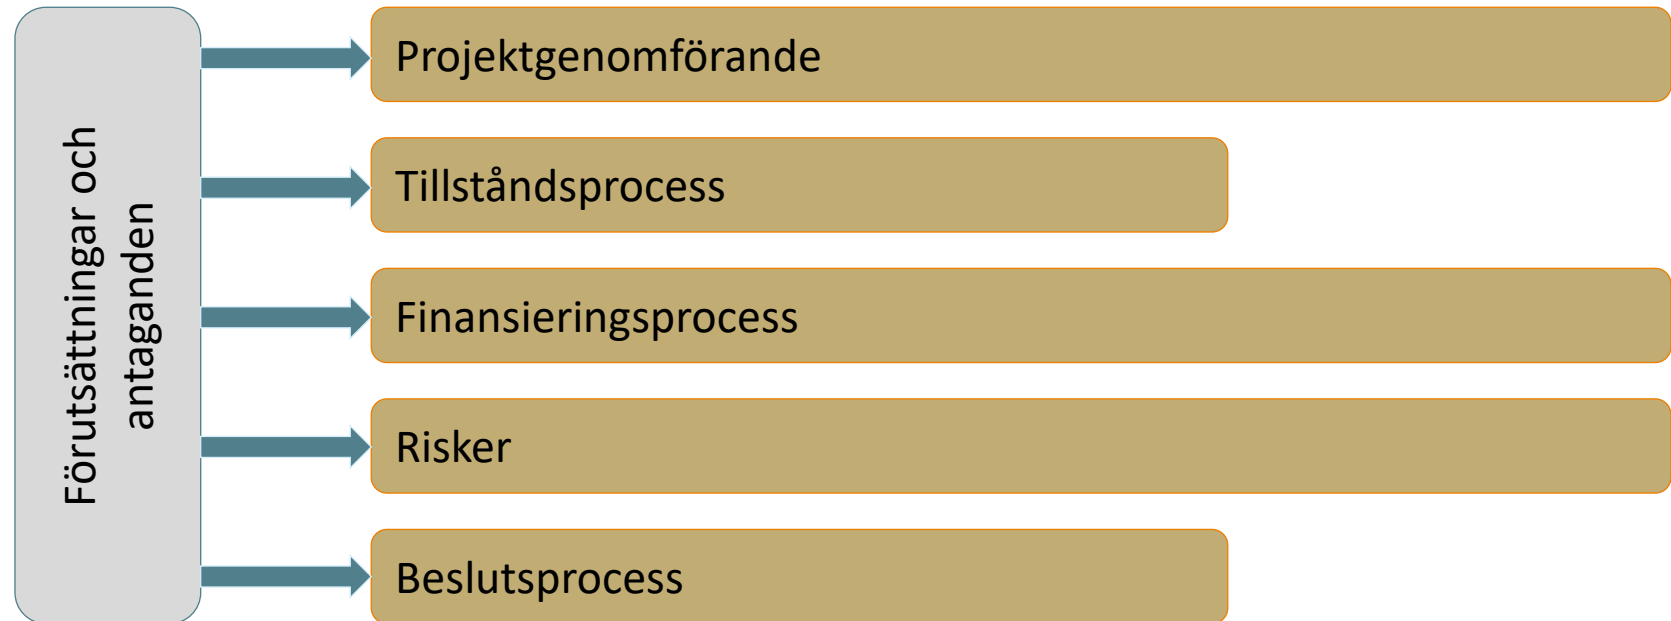 Förutsättningar och
antaganden
Projektgenomförande
Tillståndsprocess
Finansieringsprocess
Risker
Beslutsprocess